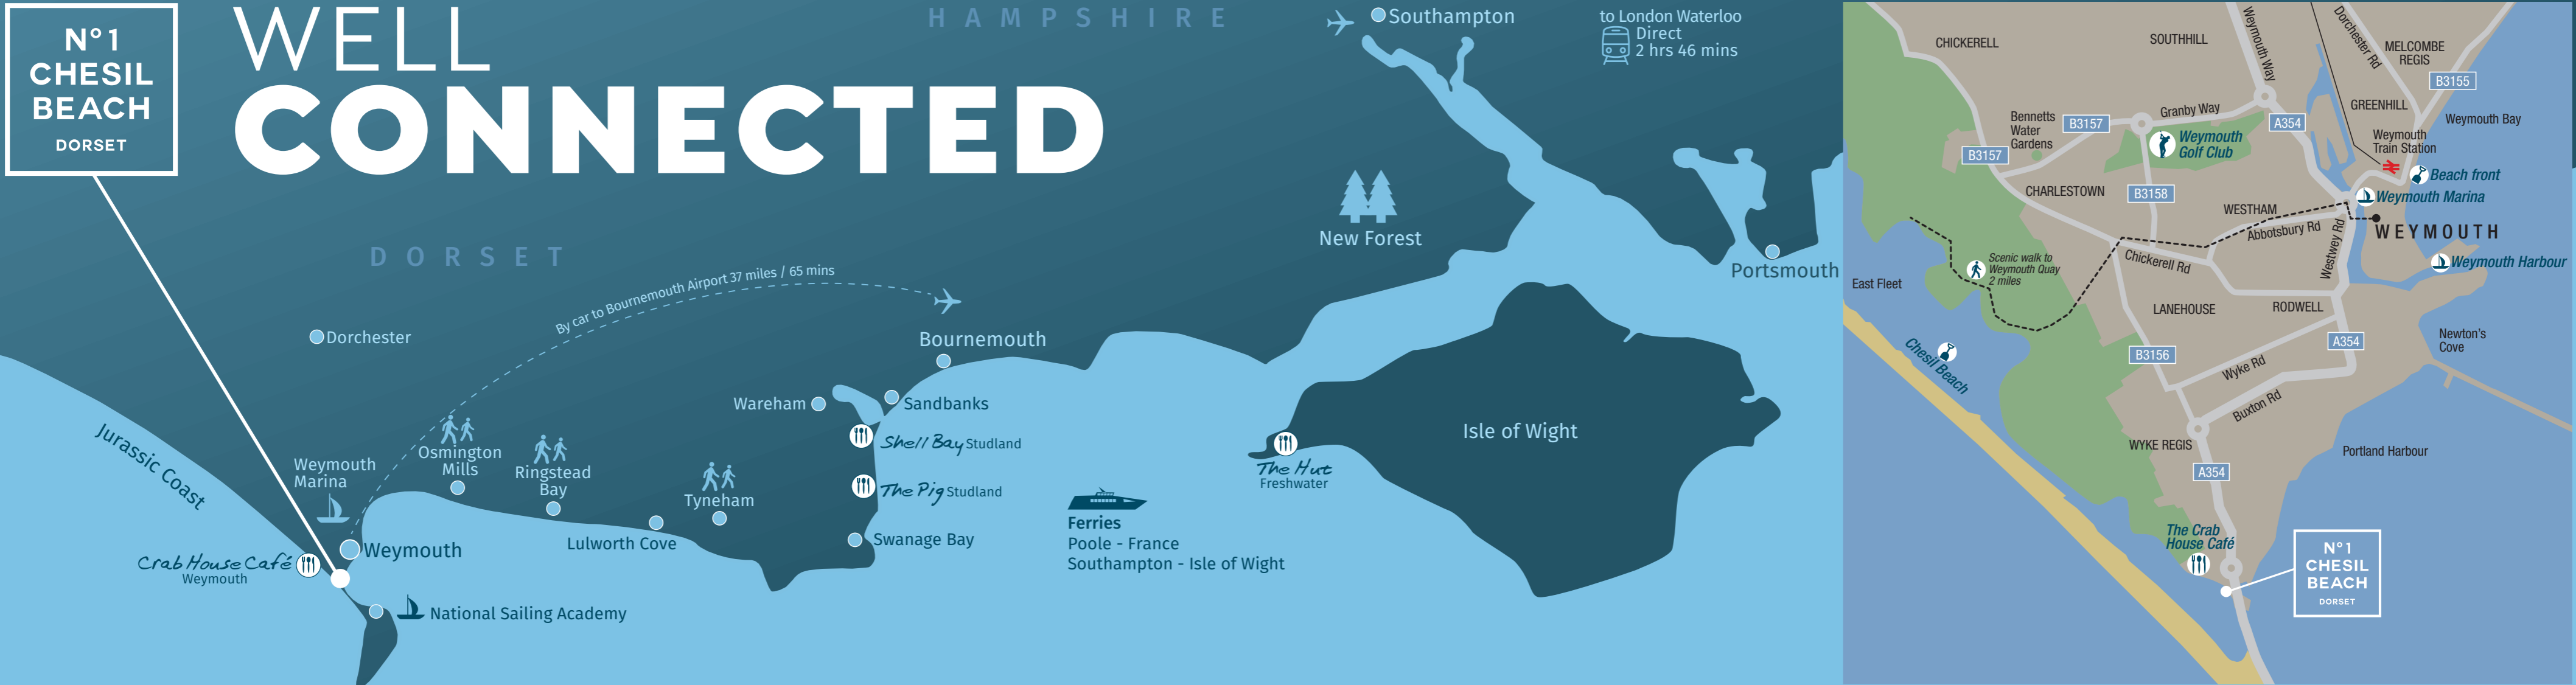 N° 1
CHESIL
BEACH
DORSET
WELL
CONNECTED
HAMPSHIRE
Southampton
to London Waterloo
Direct
2 hrs 46 mins
DORSET
New Forest
Portsmouth
By car to Bournemouth Airport 37 miles / 65 mins
Dorchester
Bournemouth
Wareham
Sandbanks
Shell Bay Studland
The Pig Studland
Swanage Bay
Jurassic Coast
Weymouth
Marina
Osmington
Mills
Ringstead
Bay
Tyneham
Lulworth Cove
Weymouth
Crab House Café
Weymouth
National Sailing Academy
Isle of Wight
The Hut
Freshwater
Ferries
Poole - France
Southampton - Isle of Wight
CHICKERELL
SOUTHHILL
Weymouth Way
Dorchester Rd
MELCOMBE
REGIS
B3155
GREENHILL
Weymouth Bay
Bennetts
Water
Gardens
B3157
Granby Way
A354
Weymouth
Golf Club
Weymouth
Train Station
B3157
Beach front
CHARLESTOWN
B3158
Weymouth Marina
WESTHAM
Abbotsbury Rd
WEYMOUTH
Westwey Rd
Chickerell Rd
Weymouth Harbour
Scenic walk to
Weymouth Quay
2 miles
East Fleet
LANEHOUSE
RODWELL
A354
Newton's
Cove
Chesil Beach
B3156
Wyke Rd
Buxton Rd
WYKE REGIS
Portland Harbour
A354
The Crab
House Café
N° 1
CHESIL
BEACH
DORSET